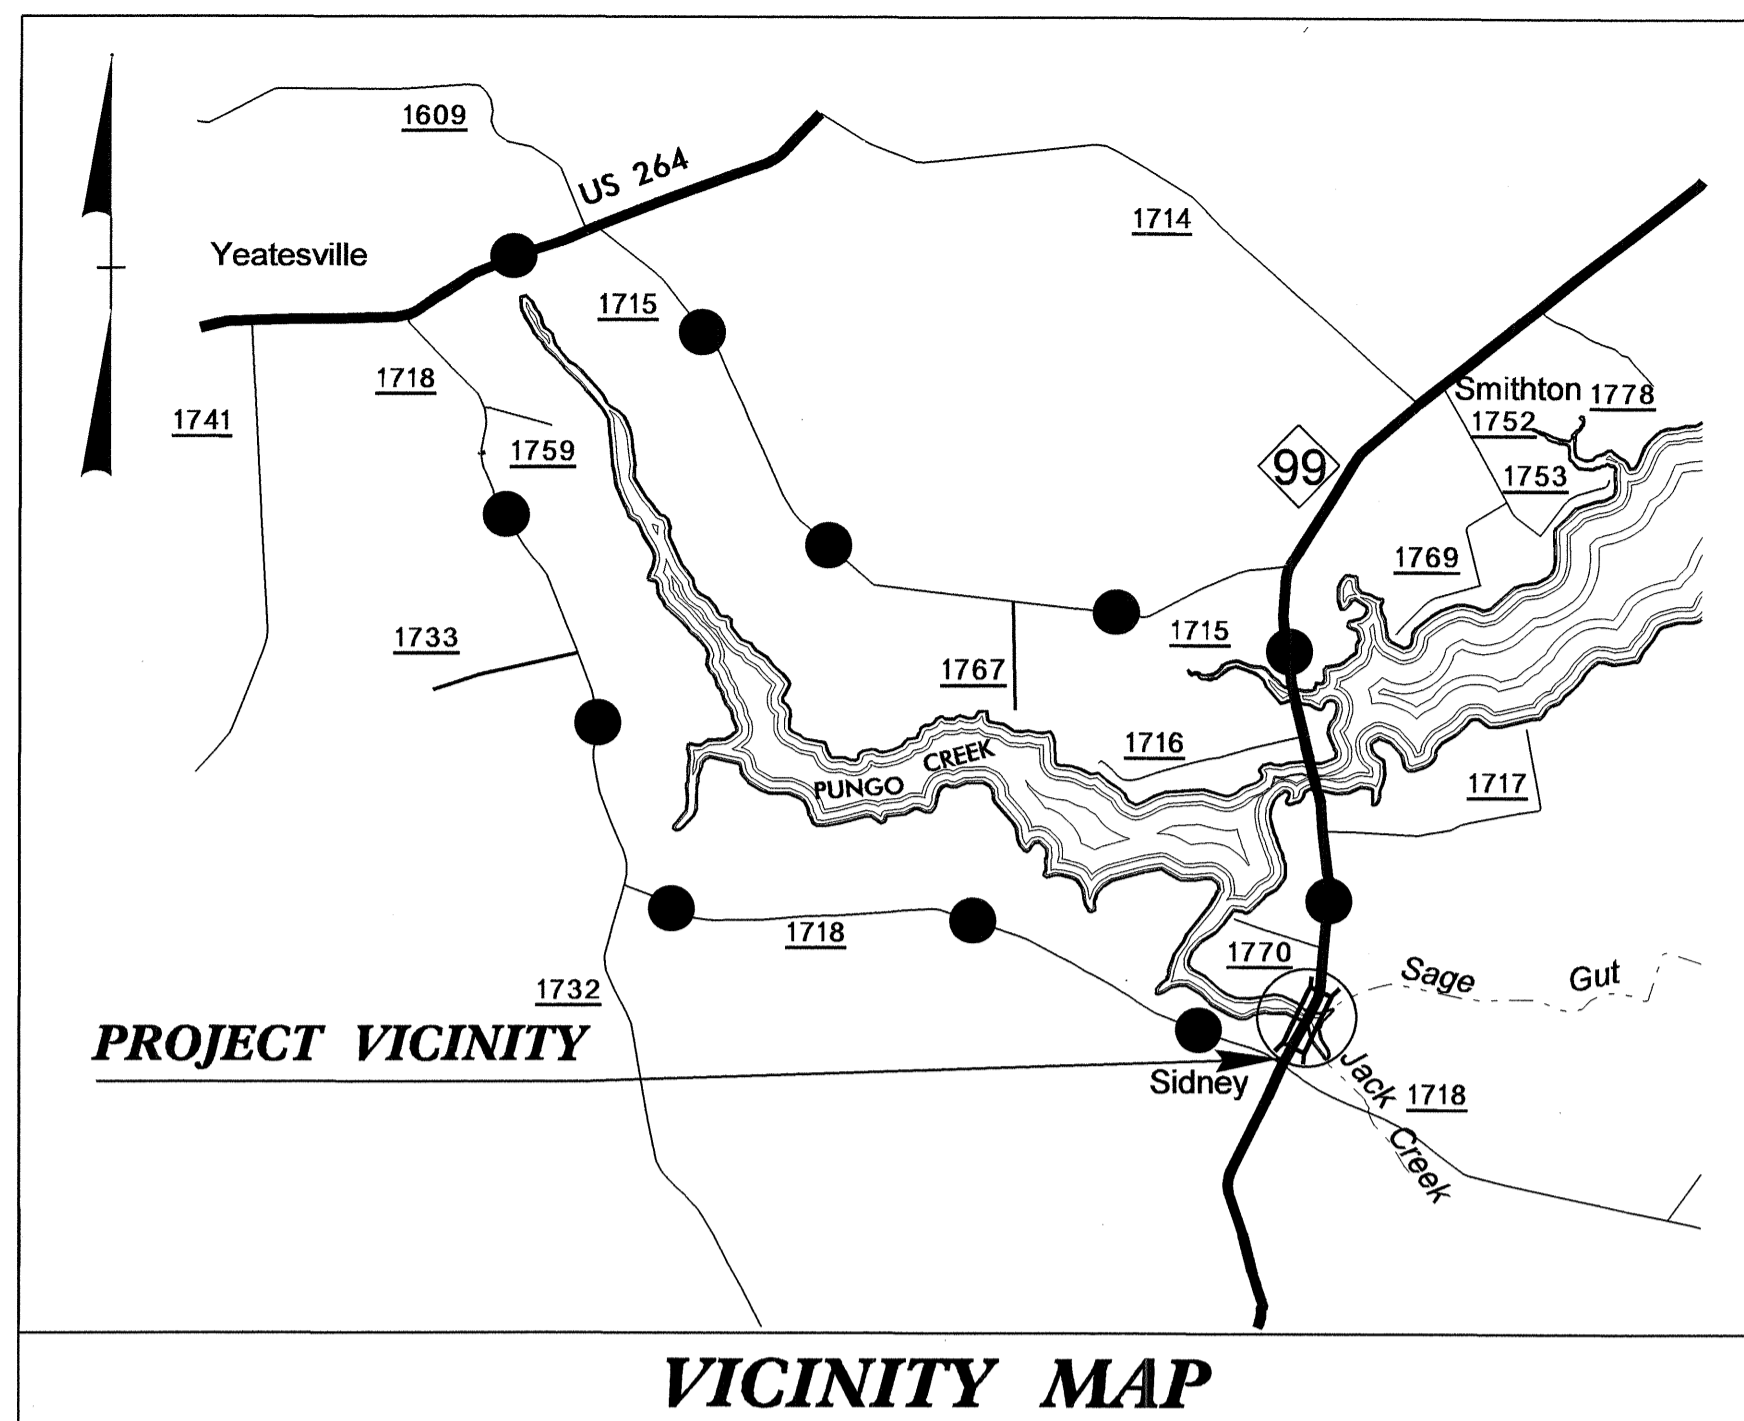 1609
US 264
1714
Yeatesville
1715
1718
1741
Smithton
1778
1752
1759
99
1753
1769
1733
1715
1767
1716
PUNGO CREEK
1717
1718
1770
Sage Gut
1732
PROJECT VICINITY
Sidney
Jack Creek
1718
VICINITY MAP